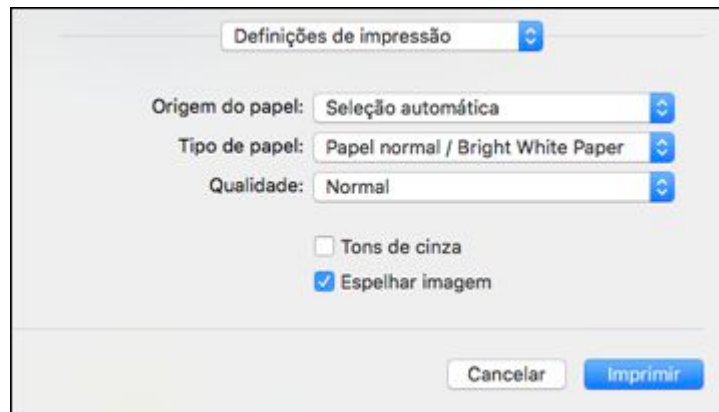 Definições de impressão
Origem do papel: Seleção automática
Tipo de papel: Papel normal / Bright White Paper
Qualidade: Normal
Tons de cinza
Espelhar imagem
Cancelar Imprimir